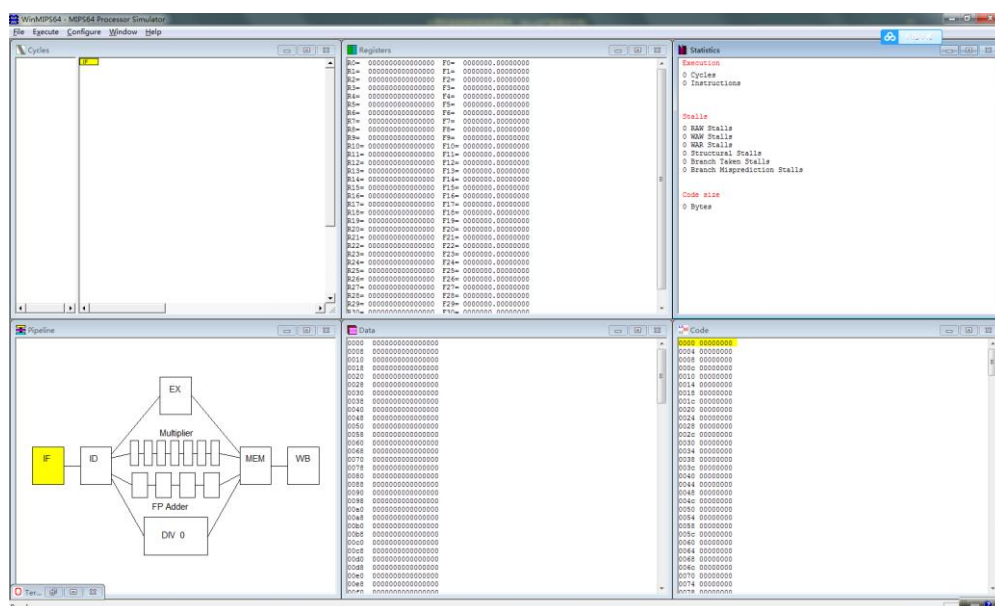 WinMIPS64 - MIPS64 Processor Simulator
File Execute Configure Window Help
Cycles
IF
Registers
R0= 0000000000000000 F0= 0000000.00000000
R1= 0000000000000000 F1= 0000000.00000000
R2= 0000000000000000 F2= 0000000.00000000
R3= 0000000000000000 F3= 0000000.00000000
R4= 0000000000000000 F4= 0000000.00000000
R5= 0000000000000000 F5= 0000000.00000000
R6= 0000000000000000 F6= 0000000.00000000
R7= 0000000000000000 F7= 0000000.00000000
R8= 0000000000000000 F8= 0000000.00000000
R9= 0000000000000000 F9= 0000000.00000000
R10= 0000000000000000 F10= 0000000.00000000
R11= 0000000000000000 F11= 0000000.00000000
R12= 0000000000000000 F12= 0000000.00000000
R13= 0000000000000000 F13= 0000000.00000000
R14= 0000000000000000 F14= 0000000.00000000
R15= 0000000000000000 F15= 0000000.00000000
R16= 0000000000000000 F16= 0000000.00000000
R17= 0000000000000000 F17= 0000000.00000000
R18= 0000000000000000 F18= 0000000.00000000
R19= 0000000000000000 F19= 0000000.00000000
R20= 0000000000000000 F20= 0000000.00000000
R21= 0000000000000000 F21= 0000000.00000000
R22= 0000000000000000 F22= 0000000.00000000
R23= 0000000000000000 F23= 0000000.00000000
R24= 0000000000000000 F24= 0000000.00000000
R25= 0000000000000000 F25= 0000000.00000000
R26= 0000000000000000 F26= 0000000.00000000
R27= 0000000000000000 F27= 0000000.00000000
R28= 0000000000000000 F28= 0000000.00000000
R29= 0000000000000000 F29= 0000000.00000000
R30= 0000000000000000 F30= 0000000.00000000
Statistics
Execution
0 Cycles
0 Instructions
Stalls
0 RAW Stalls
0 WAW Stalls
0 WAR Stalls
0 Structural Stalls
0 Branch Taken Stalls
0 Branch Misprediction Stalls
Code size
0 Bytes
Pipeline
EX
Multiplier
IF
ID
MEM
WB
FP Adder
DIV 0
Data
0000 0000000000000000
0008 0000000000000000
0010 0000000000000000
0018 0000000000000000
0020 0000000000000000
0028 0000000000000000
0030 0000000000000000
0038 0000000000000000
0040 0000000000000000
0048 0000000000000000
0050 0000000000000000
0058 0000000000000000
0060 0000000000000000
0068 0000000000000000
0070 0000000000000000
0078 0000000000000000
0080 0000000000000000
0088 0000000000000000
0090 0000000000000000
0098 0000000000000000
00a0 0000000000000000
00a8 0000000000000000
00b0 0000000000000000
00b8 0000000000000000
00c0 0000000000000000
00c8 0000000000000000
00d0 0000000000000000
00d8 0000000000000000
00e0 0000000000000000
00e8 0000000000000000
00f0 0000000000000000
Code
0000 00000000
0004 00000000
0008 00000000
000c 00000000
0010 00000000
0014 00000000
0018 00000000
001c 00000000
0020 00000000
0024 00000000
0028 00000000
002c 00000000
0030 00000000
0034 00000000
0038 00000000
003c 00000000
0040 00000000
0044 00000000
0048 00000000
004c 00000000
0050 00000000
0054 00000000
0058 00000000
005c 00000000
0060 00000000
0064 00000000
0068 00000000
006c 00000000
0070 00000000
0074 00000000
0078 00000000
Ter...